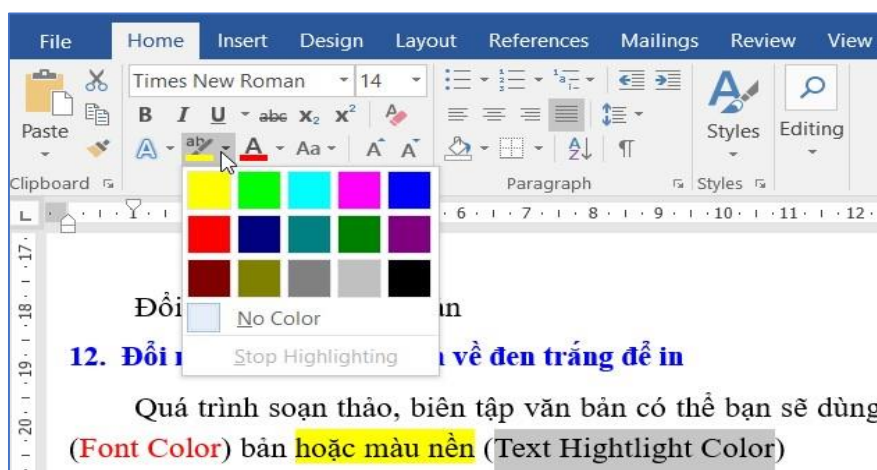 File Home Insert Design Layout References Mailings Review View
Times New Roman 14
B I U abc X₂ X²
Paste Styles Editing
ab A Aa A A
Clipboard Paragraph Styles
6 7 8 9 10 11 12
17
18
19
20
Đổi
No Color
Stop Highlighting
12. Đổi về đen trắng để in
Quá trình soạn thảo, biên tập văn bản có thể bạn sẽ dùng
(Font Color) bản hoặc màu nền (Text Hightlight Color)